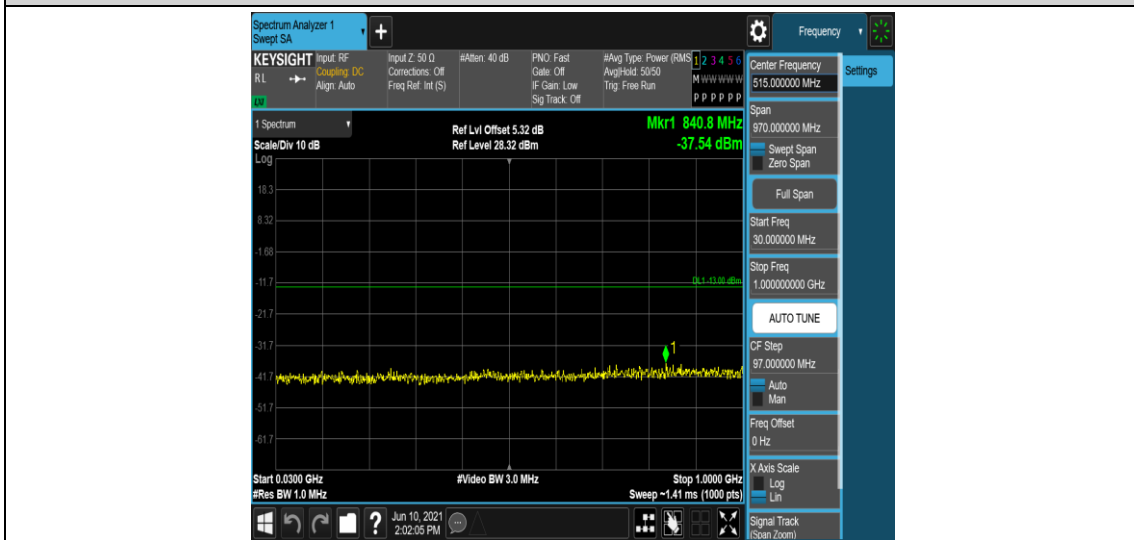 Spectrum Analyzer 1
Swept SA
+
Frequency
KEYSIGHT
RL
LXI
Input: RF
Coupling: DC
Align: Auto
Input Z: 50 Ω
Corrections: Off
Freq Ref: Int (S)
#Atten: 40 dB
PNO: Fast
Gate: Off
IF Gain: Low
Sig Track: Off
#Avg Type: Power (RMS
Avg|Hold: 50/50
Trig: Free Run
1 2 3 4 5 6
M W W W W W
P P P P P P
1 Spectrum
Scale/Div 10 dB
Ref Lvl Offset 5.32 dB
Ref Level 28.32 dBm
Mkr1 840.8 MHz
-37.54 dBm
Log
18.3
8.32
-1.68
-11.7
-21.7
-31.7
-41.7
-51.7
-61.7
DL1 -13.00 dBm
1
Start 0.0300 GHz
#Res BW 1.0 MHz
#Video BW 3.0 MHz
Stop 1.0000 GHz
Sweep ~1.41 ms (1000 pts)
?
Jun 10, 2021
2:02:05 PM
Center Frequency
515.000000 MHz
Settings
Span
970.000000 MHz
Swept Span
Zero Span
Full Span
Start Freq
30.000000 MHz
Stop Freq
1.000000000 GHz
AUTO TUNE
CF Step
97.000000 MHz
Auto
Man
Freq Offset
0 Hz
X Axis Scale
Log
Lin
Signal Track
(Span Zoom)